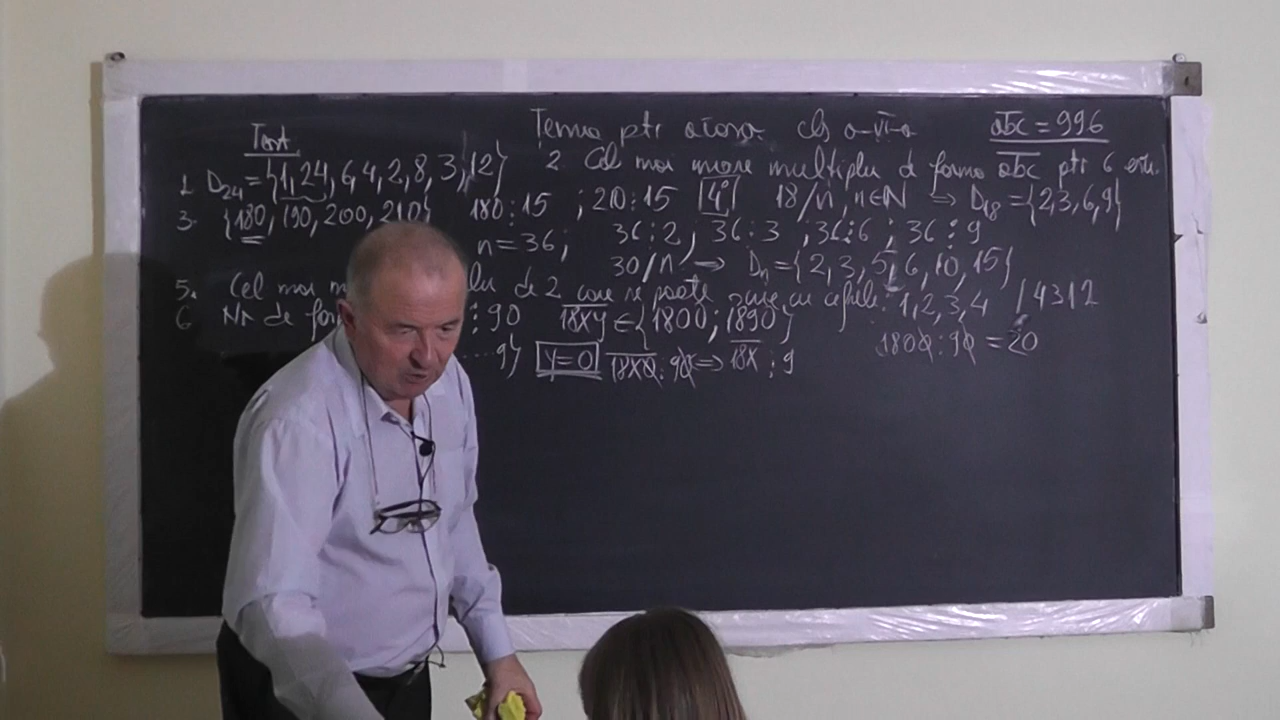 Tema ptr acasa cls a-VI-a
abc = 996
Test
1. D₂₄ = {1, 24, 6, 4, 2, 8, 3, 12} 2 Cel mai mare multiplu de forma abc ptr 6 este.
3. {180, 190, 200, 210} 180:15 ; 210:15 4° 18/n, n∈N ⇒ D₁₈ = {2,3,6,9}
n=36; 36:2, 36:3 ; 36:6 ; 36:9
30/n → Dₙ = {2, 3, 5, 6, 10, 15}
5. Cel mai de 2 care se poate scrie cu cifrele: 1,2,3,4 / 4312
6 Nr de :90 18xy ∈ {1800; 1890}
....9} y=0 18x0:90 ⇒ 18x:9 1800:90 = 20